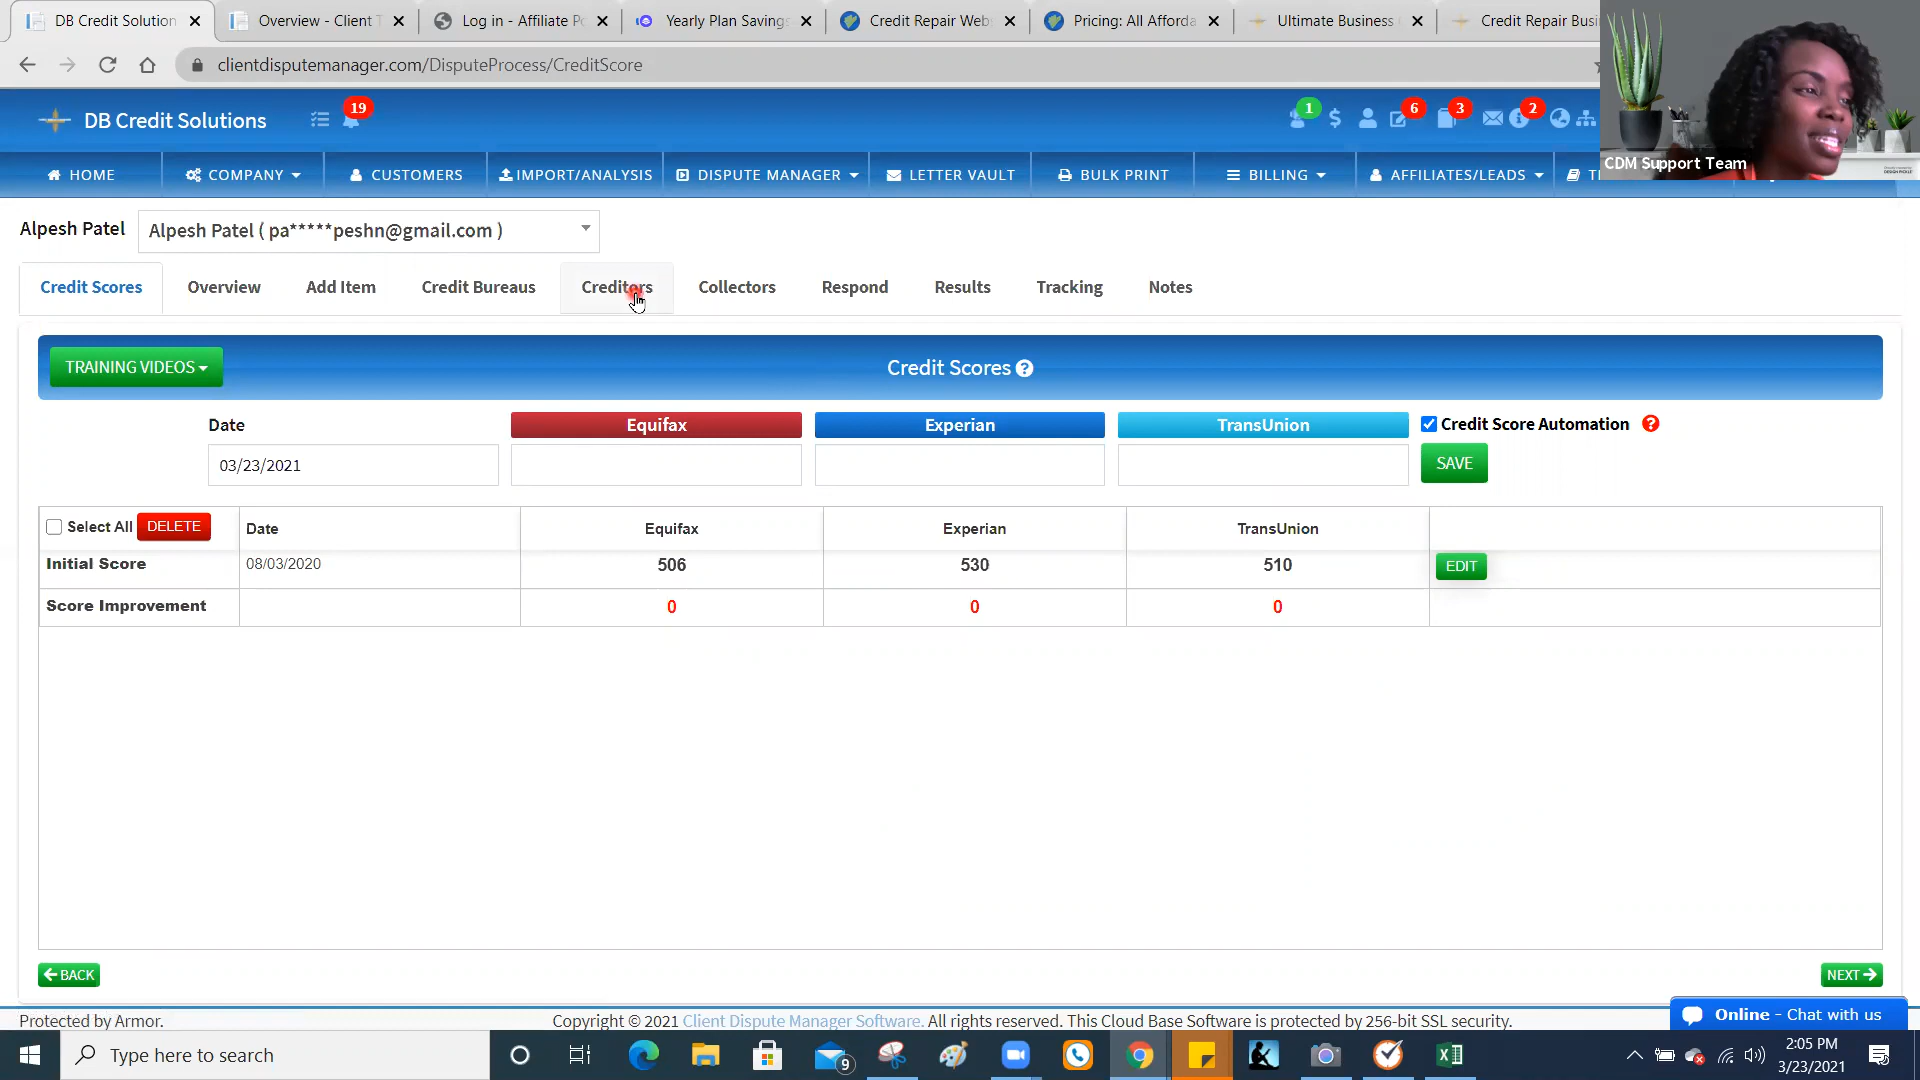 DB Credit Solution
Overview - Client T
Log in - Affiliate Po
Yearly Plan Savings
Credit Repair Web
Pricing: All Afforda
Ultimate Business
Credit Repair Busi
clientdisputemanager.com/DisputeProcess/CreditScore
DB Credit Solutions
19
1
6
3
2
CDM Support Team
HOME
COMPANY
CUSTOMERS
IMPORT/ANALYSIS
DISPUTE MANAGER
LETTER VAULT
BULK PRINT
BILLING
AFFILIATES/LEADS
Alpesh Patel
Alpesh Patel ( pa*****peshn@gmail.com )
Credit Scores
Overview
Add Item
Credit Bureaus
Creditors
Collectors
Respond
Results
Tracking
Notes
TRAINING VIDEOS
Credit Scores ?
Date
Equifax
Experian
TransUnion
Credit Score Automation ?
03/23/2021
SAVE
Select All DELETE
Date
Equifax
Experian
TransUnion
Initial Score
08/03/2020
506
530
510
EDIT
Score Improvement
0
0
0
BACK
NEXT
Protected by Armor.
Copyright © 2021 Client Dispute Manager Software. All rights reserved. This Cloud Base Software is protected by 256-bit SSL security.
Online - Chat with us
Type here to search
9
2:05 PM
3/23/2021